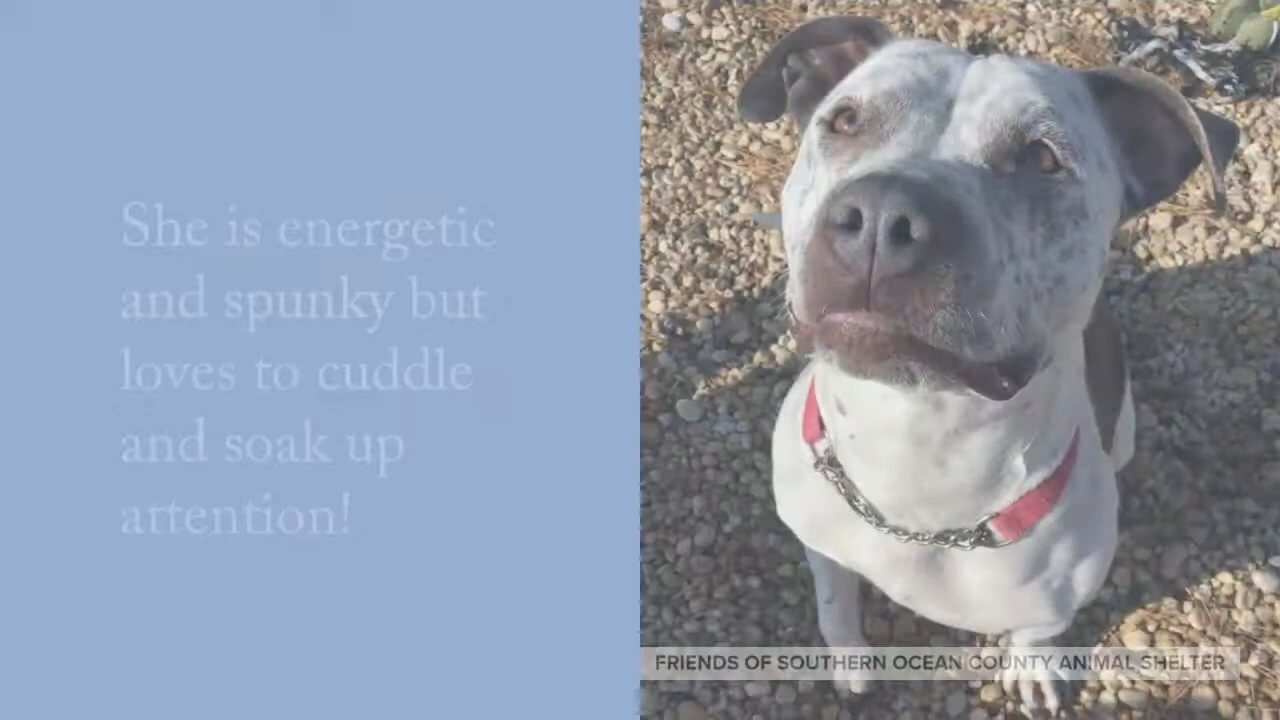 She is energetic
and spunky but
loves to cuddle
and soak up
attention!
FRIENDS OF SOUTHERN OCEAN COUNTY ANIMAL SHELTER